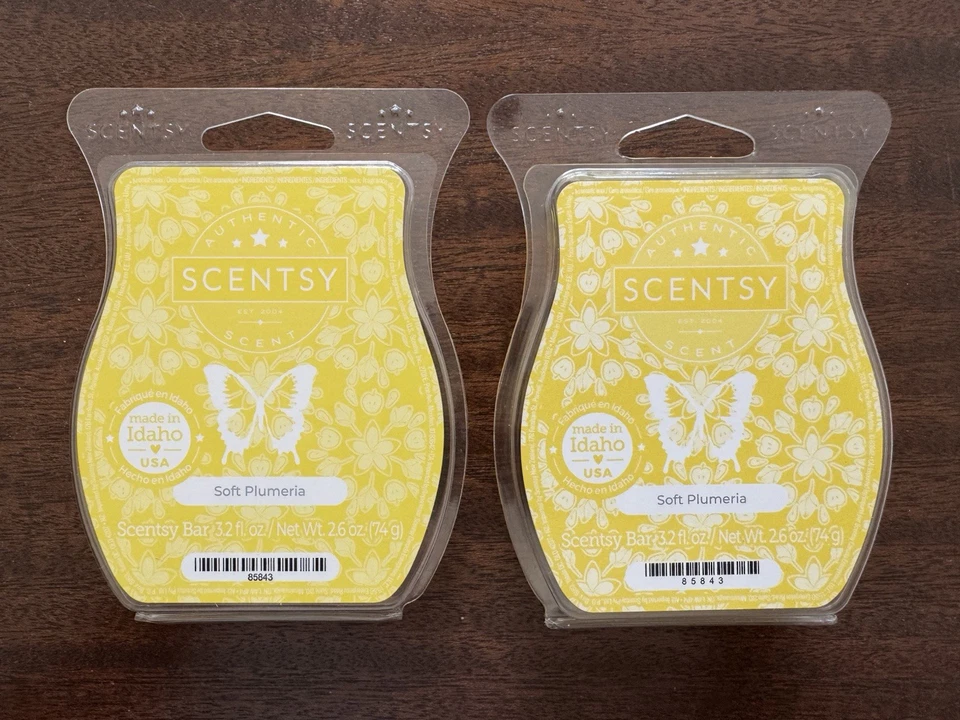 SCENTSY
SCENTSY
AUTHENTIC
SCENTSY
EST. 2004
SCENT
Fabriqué en Idaho
made in
Idaho
USA
Hecho en Idaho
Soft Plumeria
Scentsy Bar 3.2 fl. oz. / Net Wt. 2.6 oz. (74 g)
85843
SCENTSY
SCENTSY
AUTHENTIC
SCENTSY
EST. 2004
SCENT
Fabriqué en Idaho
made in
Idaho
USA
Hecho en Idaho
Soft Plumeria
Scentsy Bar 3.2 fl. oz. / Net Wt. 2.6 oz. (74 g)
85843